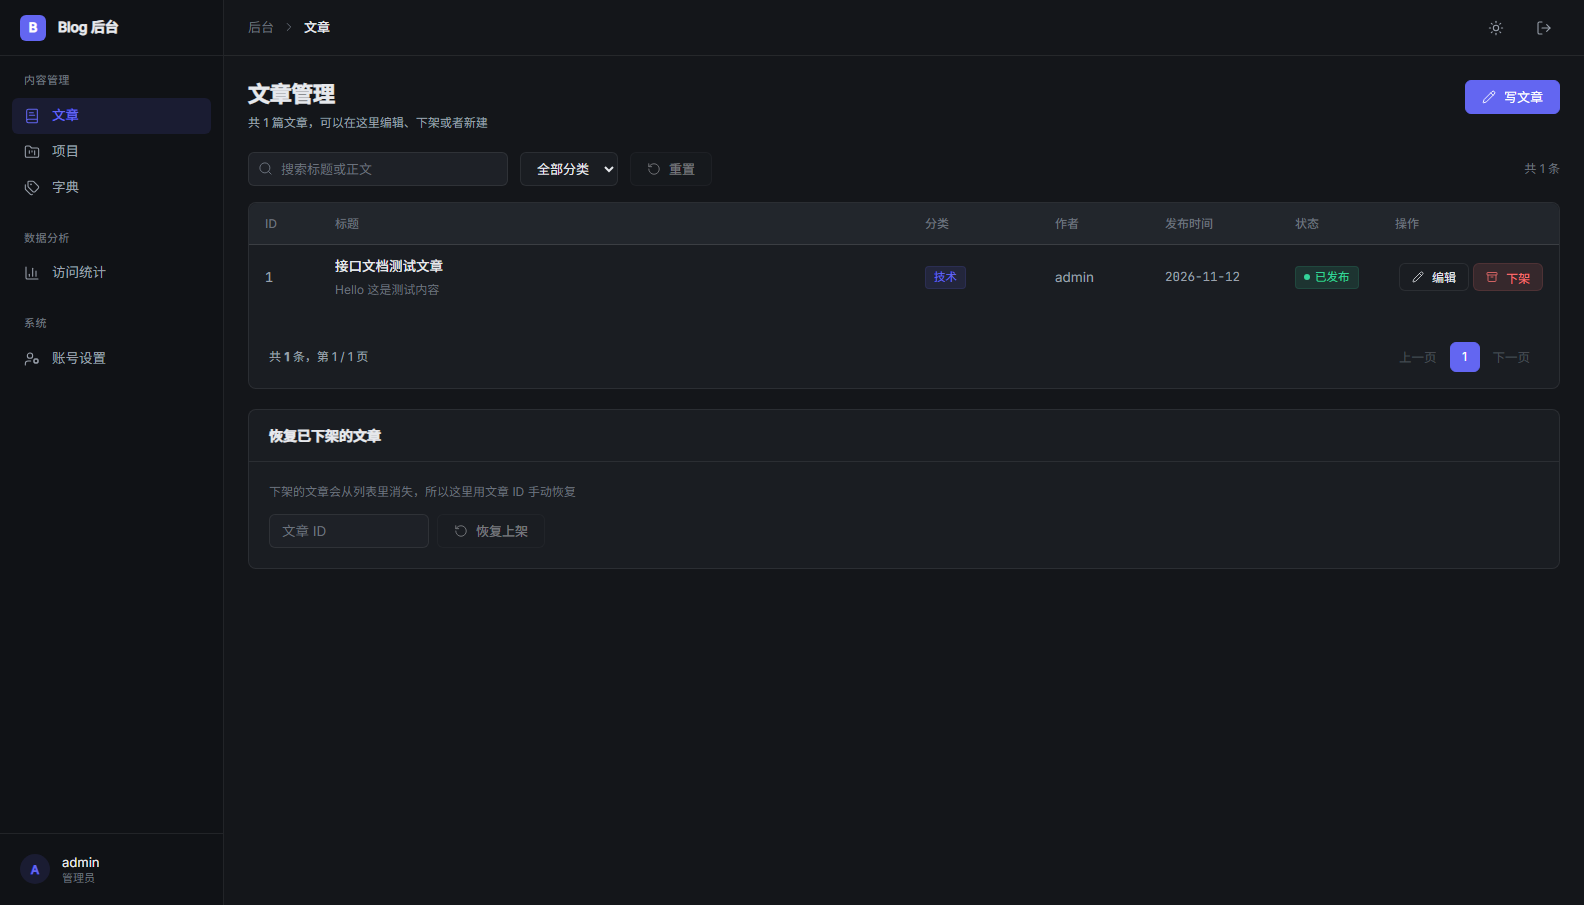 B Blog 后台
内容管理
文章
项目
字典
数据分析
访问统计
系统
账号设置
A admin
管理员
后台 文章
文章管理
共 1 篇文章，可以在这里编辑、下架或者新建
写文章
搜索标题或正文 全部分类 重置 共 1 条
ID 标题 分类 作者 发布时间 状态 操作
1 接口文档测试文章 技术 admin 2026-11-12 已发布 编辑 下架
Hello 这是测试内容
共 1 条，第 1 / 1 页 上一页 1 下一页
恢复已下架的文章
下架的文章会从列表里消失，所以这里用文章 ID 手动恢复
文章 ID 恢复上架